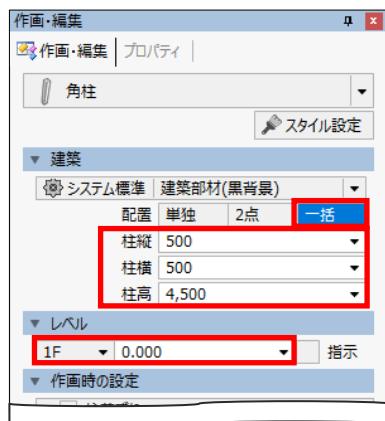 作画・編集
作画・編集 プロパティ
角柱
スタイル設定
建築
システム標準 建築部材(黒背景)
配置 単独 2点 一括
柱縦 500
柱横 500
柱高 4,500
レベル
1F 0.000 指示
作画時の設定